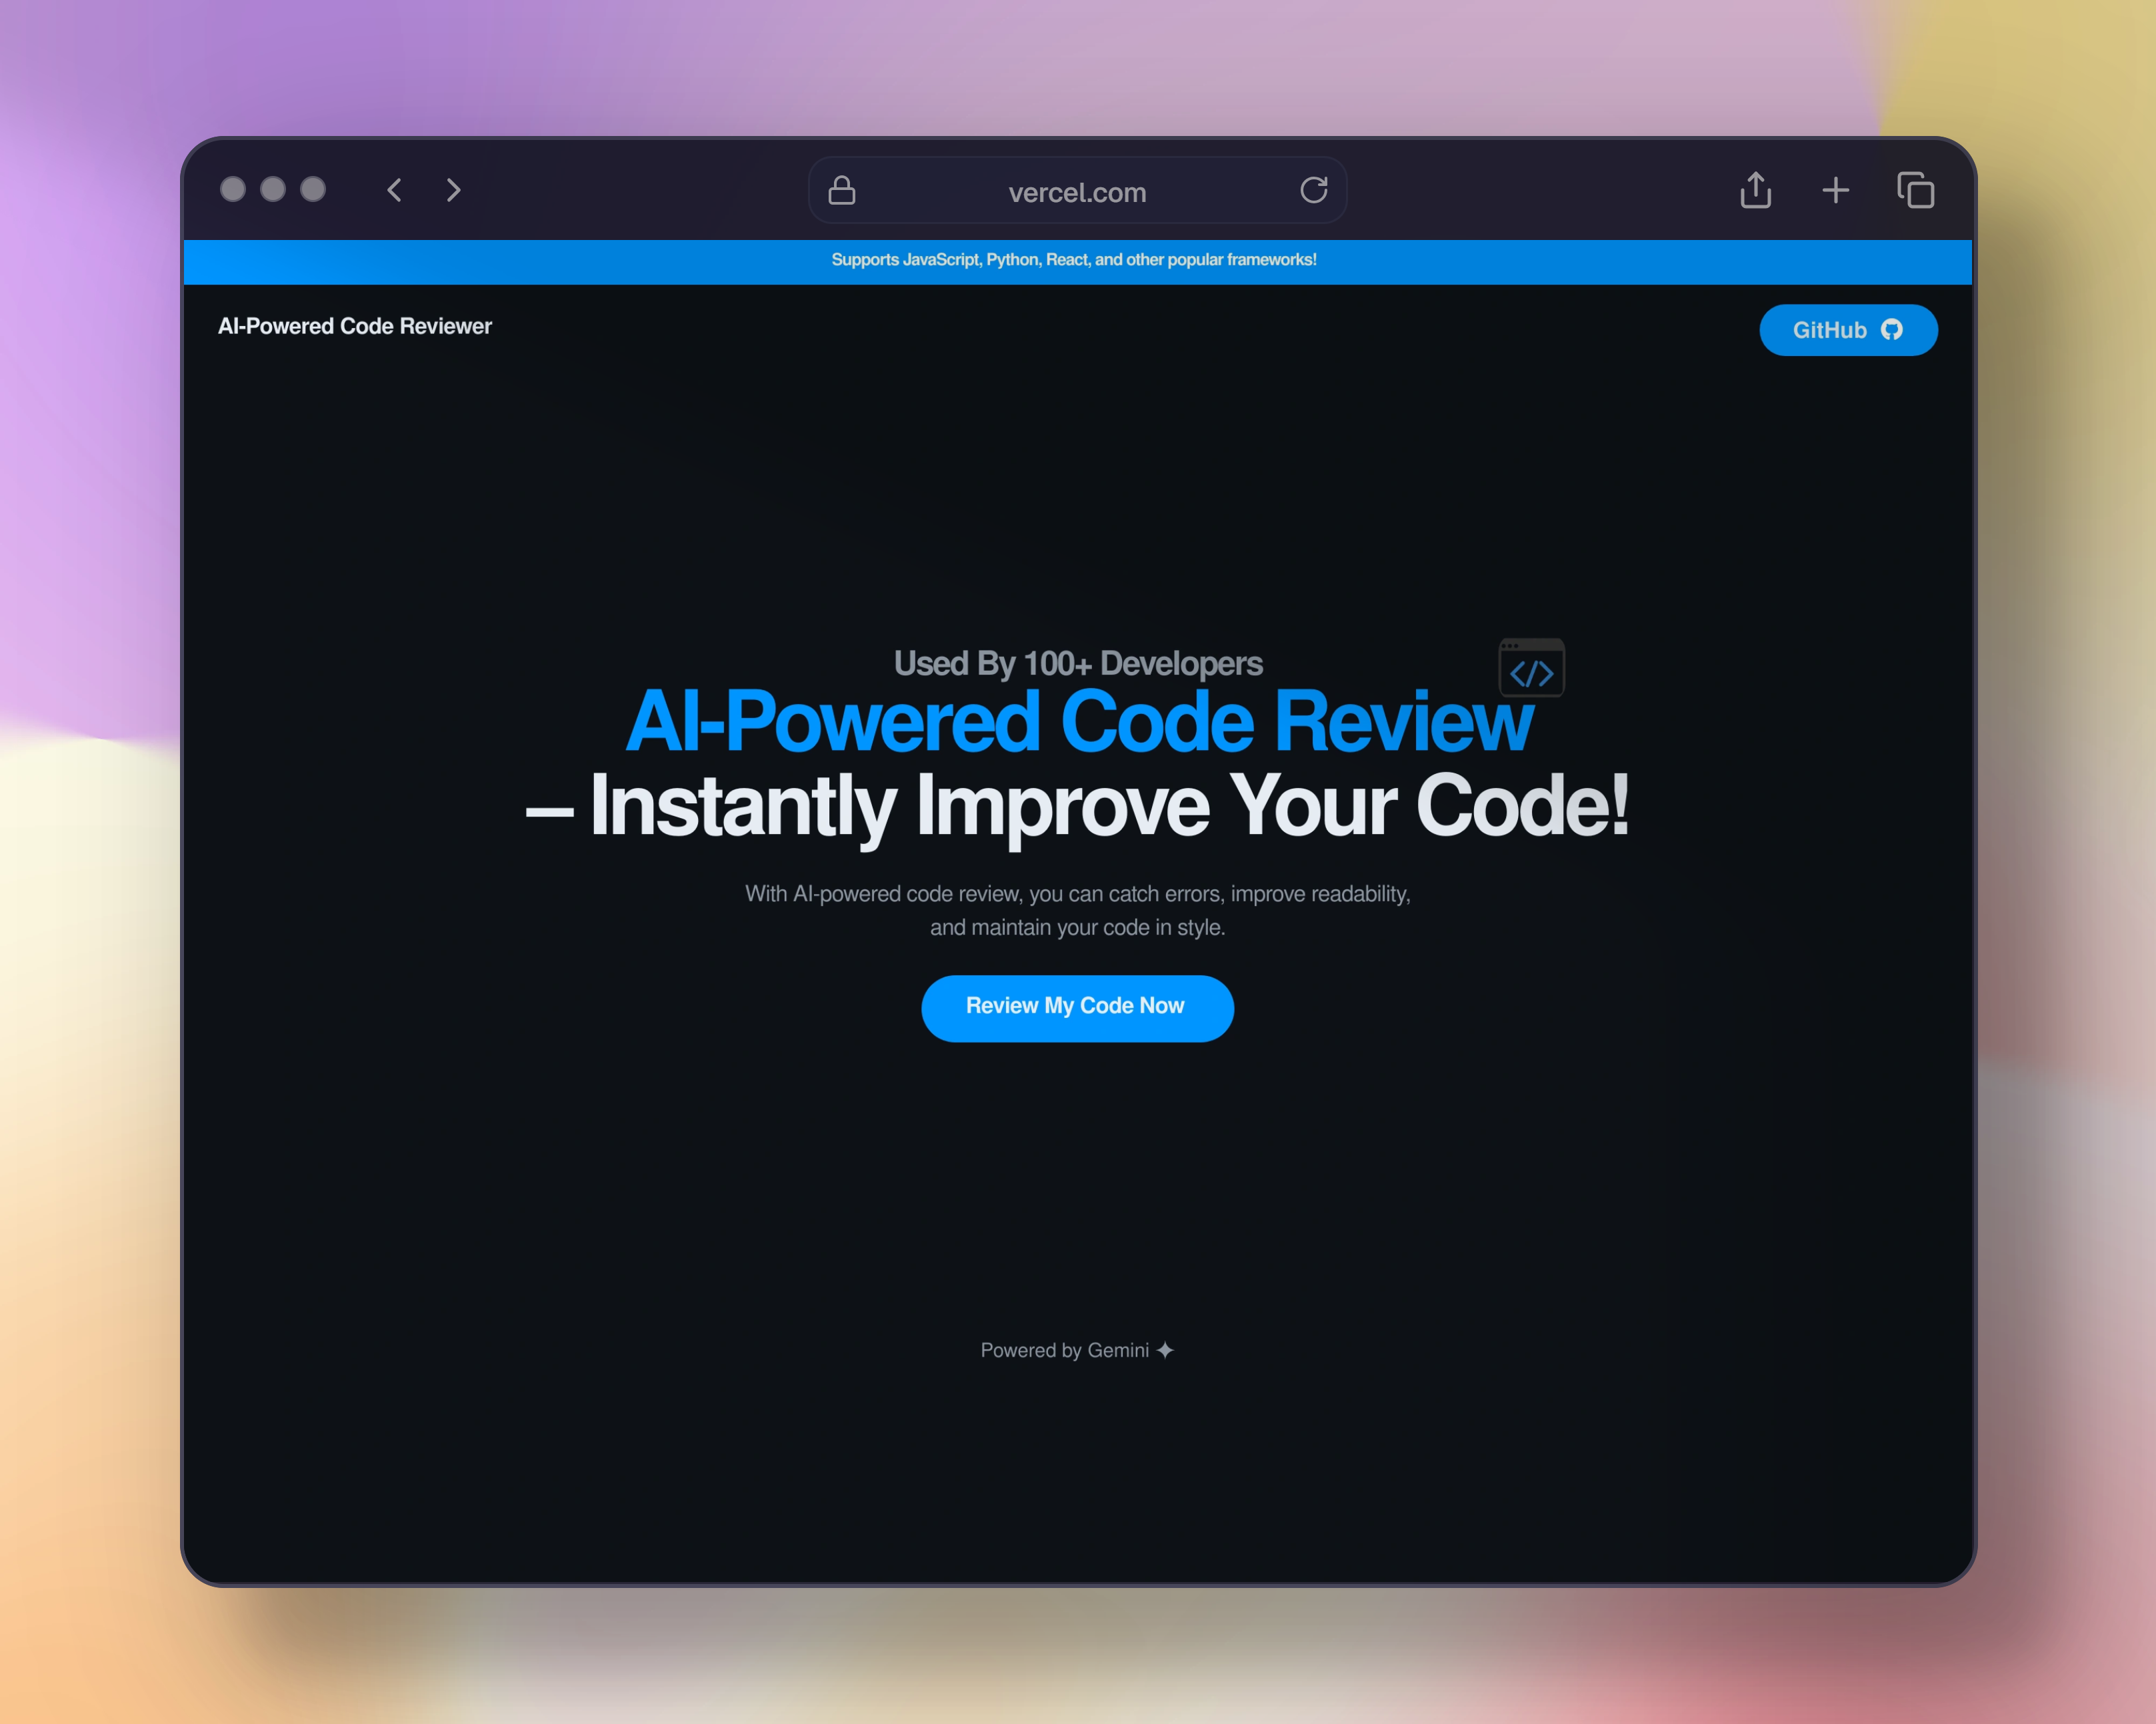 vercel.com
Supports JavaScript, Python, React, and other popular frameworks!
AI-Powered Code Reviewer
GitHub
Used By 100+ Developers
</>
AI-Powered Code Review
– Instantly Improve Your Code!
With AI-powered code review, you can catch errors, improve readability,
and maintain your code in style.
Review My Code Now
Powered by Gemini